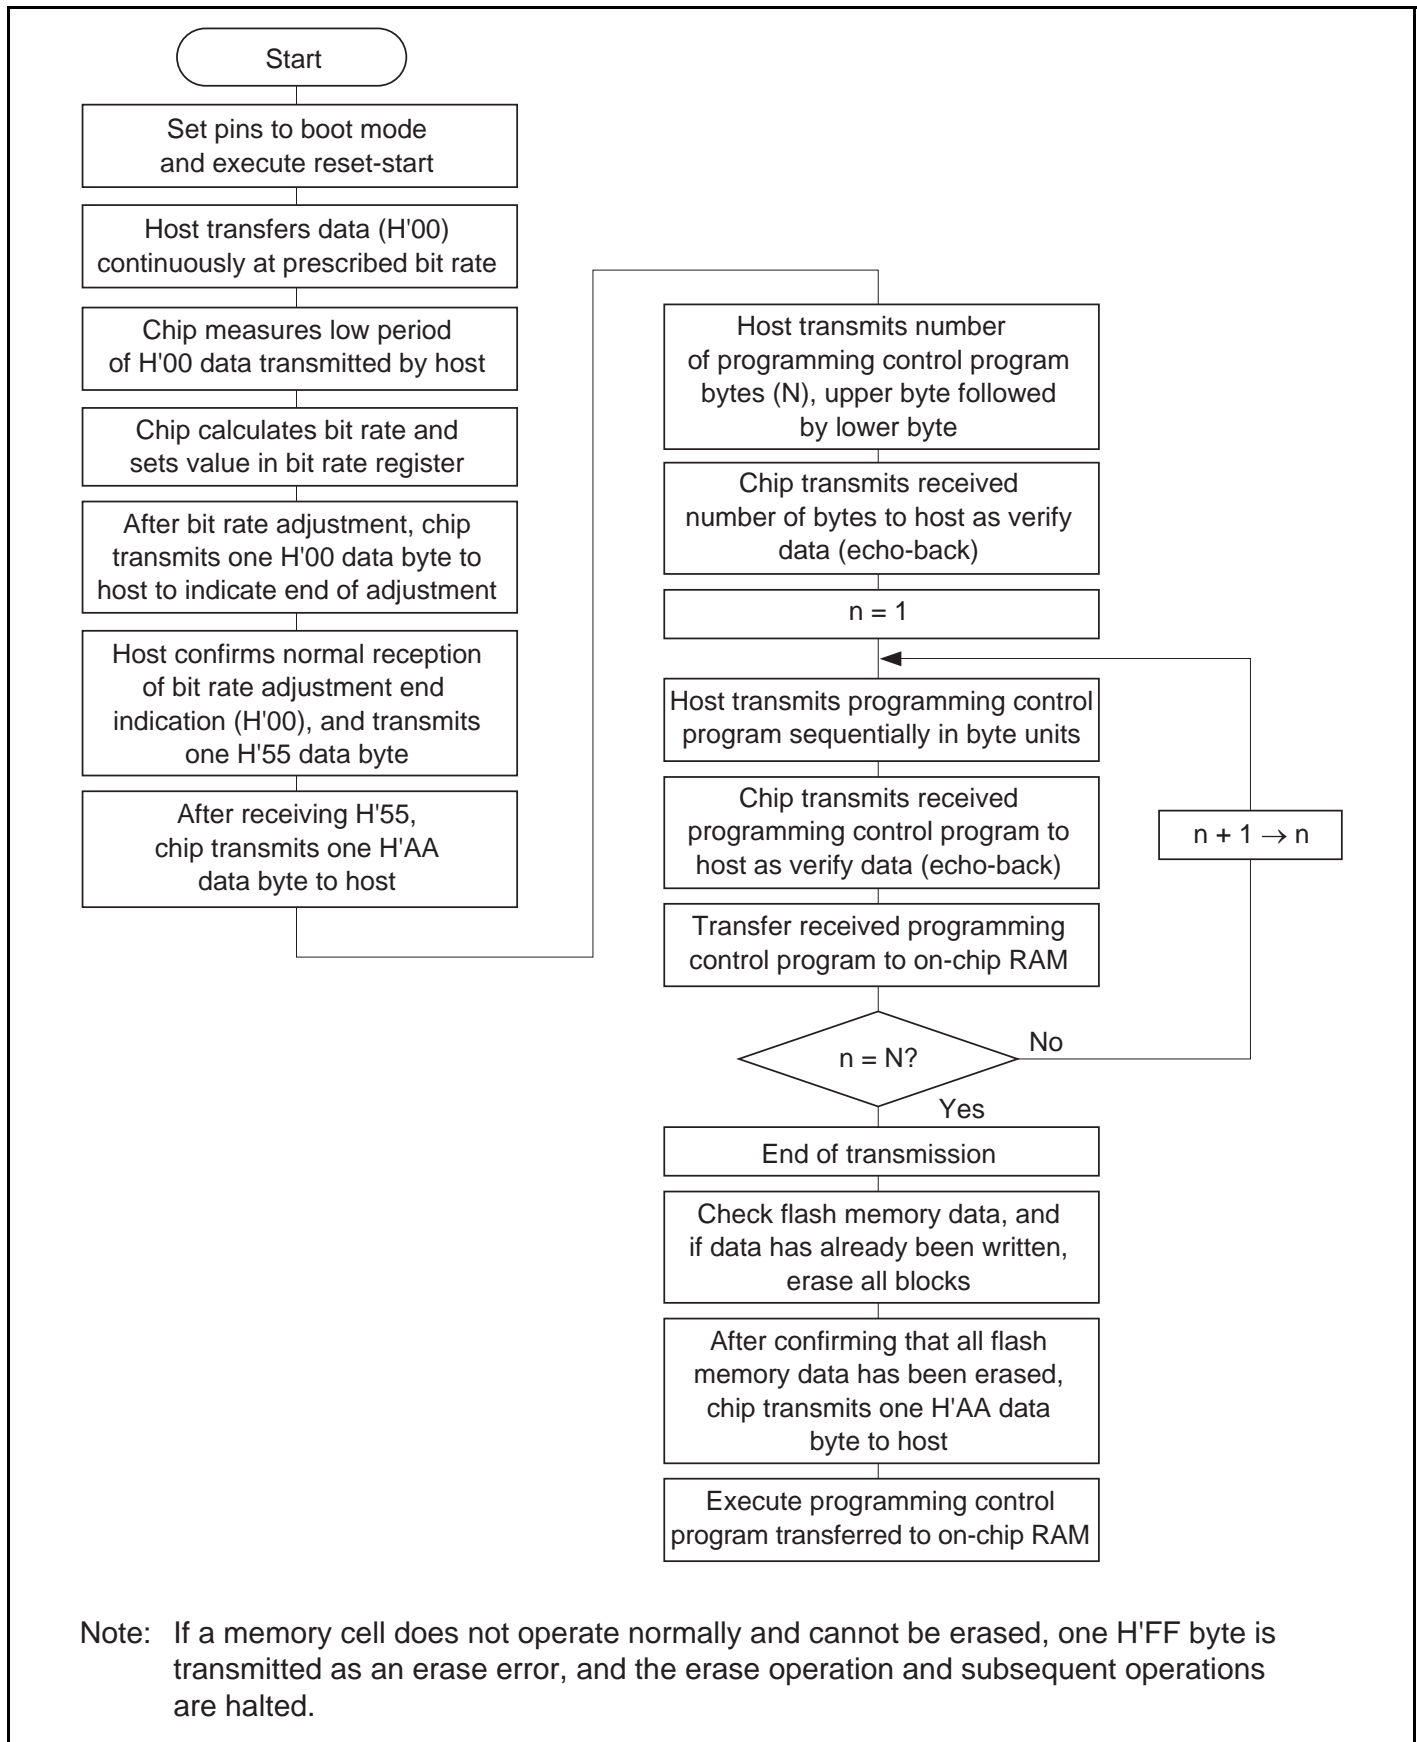 Start
Set pins to boot mode
and execute reset-start
Host transfers data (H'00)
continuously at prescribed bit rate
Chip measures low period
of H'00 data transmitted by host
Chip calculates bit rate and
sets value in bit rate register
After bit rate adjustment, chip
transmits one H'00 data byte to
host to indicate end of adjustment
Host confirms normal reception
of bit rate adjustment end
indication (H'00), and transmits
one H'55 data byte
After receiving H'55,
chip transmits one H'AA
data byte to host
Host transmits number
of programming control program
bytes (N), upper byte followed
by lower byte
Chip transmits received
number of bytes to host as verify
data (echo-back)
n = 1
Host transmits programming control
program sequentially in byte units
Chip transmits received
programming control program to
host as verify data (echo-back)
n + 1 → n
Transfer received programming
control program to on-chip RAM
n = N?
No
Yes
End of transmission
Check flash memory data, and
if data has already been written,
erase all blocks
After confirming that all flash
memory data has been erased,
chip transmits one H'AA data
byte to host
Execute programming control
program transferred to on-chip RAM
Note: If a memory cell does not operate normally and cannot be erased, one H'FF byte is
transmitted as an erase error, and the erase operation and subsequent operations
are halted.